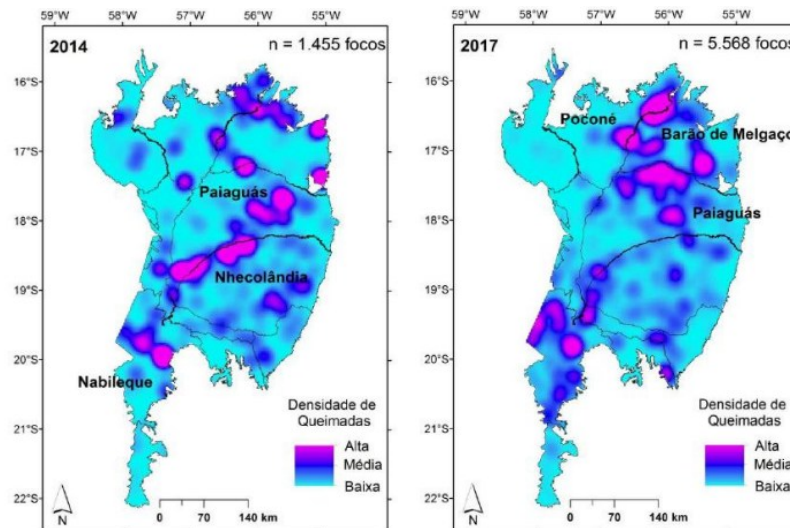 59°W 58°W 57°W 56°W 55°W
2014 n = 1.455 focos
16°S
17°S
Paiaguás
18°S
Nhecolândia
19°S
20°S
Nabileque
Densidade de
Queimadas
21°S
Alta
Média
Baixa
22°S
N
0 70 140 km
59°W 58°W 57°W 56°W 55°W
2017 n = 5.568 focos
16°S
Poconé
Barão de Melgaço
17°S
Paiaguás
18°S
19°S
20°S
Densidade de
Queimadas
21°S
Alta
Média
Baixa
22°S
N
0 70 140 km